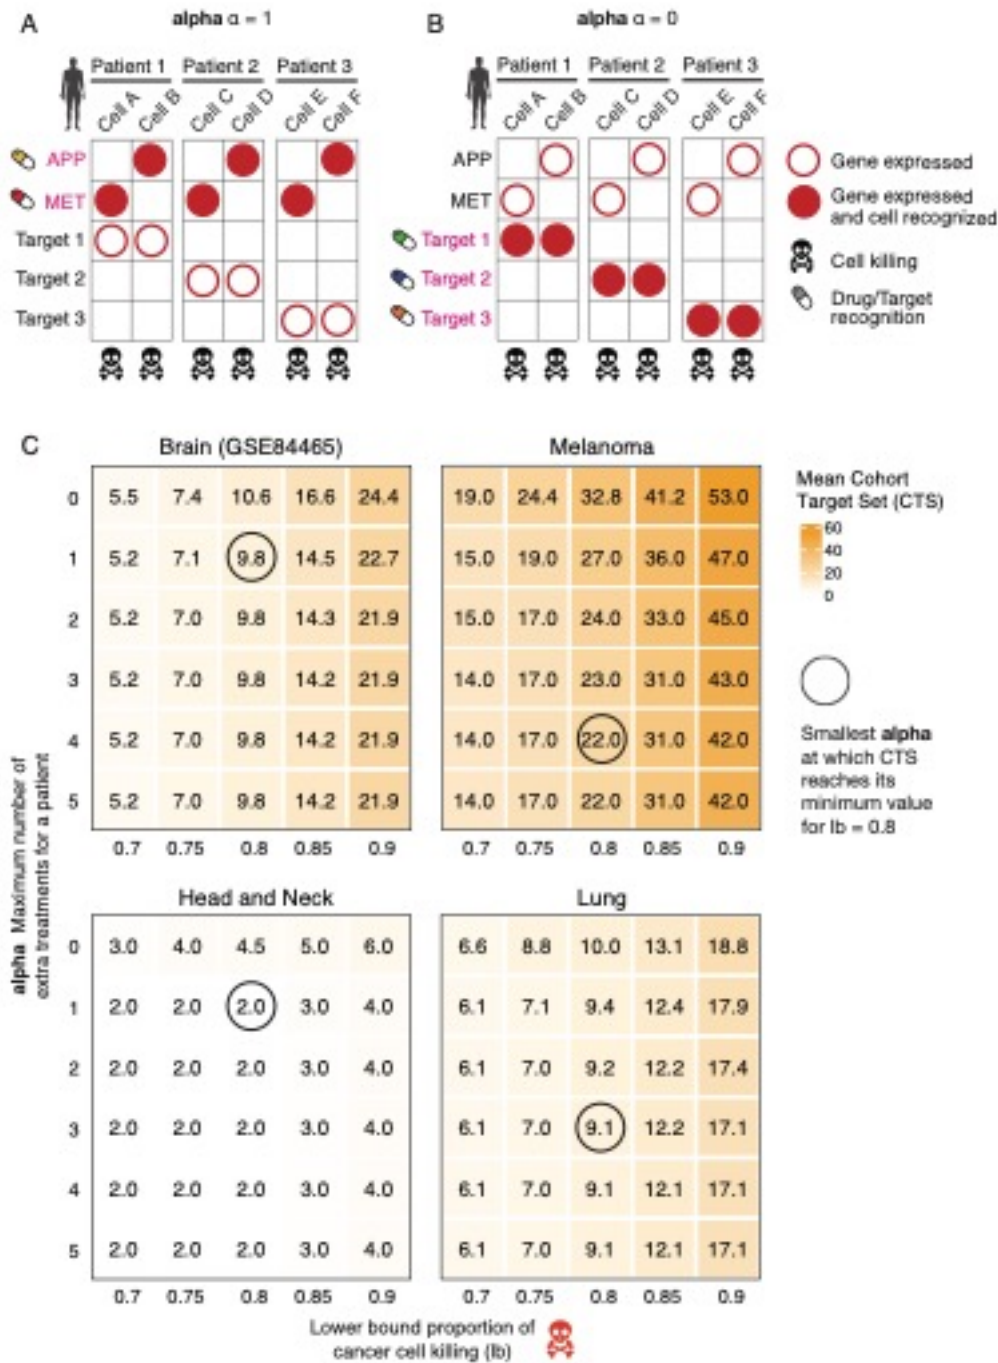 A
alpha α = 1
Patient 1 Patient 2 Patient 3
Cell A Cell B Cell C Cell D Cell E Cell F
APP
MET
Target 1
Target 2
Target 3
B
alpha α = 0
Patient 1 Patient 2 Patient 3
Cell A Cell B Cell C Cell D Cell E Cell F
APP
MET
Target 1
Target 2
Target 3
Gene expressed
Gene expressed
and cell recognized
Cell killing
Drug/Target
recognition
C
Brain (GSE84465)
0 5.5 7.4 10.6 16.6 24.4
1 5.2 7.1 9.8 14.5 22.7
2 5.2 7.0 9.8 14.3 21.9
3 5.2 7.0 9.8 14.2 21.9
4 5.2 7.0 9.8 14.2 21.9
5 5.2 7.0 9.8 14.2 21.9
0.7 0.75 0.8 0.85 0.9
Melanoma
19.0 24.4 32.8 41.2 53.0
15.0 19.0 27.0 36.0 47.0
15.0 17.0 24.0 33.0 45.0
14.0 17.0 23.0 31.0 43.0
14.0 17.0 22.0 31.0 42.0
14.0 17.0 22.0 31.0 42.0
0.7 0.75 0.8 0.85 0.9
Mean Cohort
Target Set (CTS)
60
40
20
0
Smallest alpha
at which CTS
reaches its
minimum value
for lb = 0.8
alpha Maximum number of
extra treatments for a patient
Head and Neck
0 3.0 4.0 4.5 5.0 6.0
1 2.0 2.0 2.0 3.0 4.0
2 2.0 2.0 2.0 3.0 4.0
3 2.0 2.0 2.0 3.0 4.0
4 2.0 2.0 2.0 3.0 4.0
5 2.0 2.0 2.0 3.0 4.0
0.7 0.75 0.8 0.85 0.9
Lung
6.6 8.8 10.0 13.1 18.8
6.1 7.1 9.4 12.4 17.9
6.1 7.0 9.2 12.2 17.4
6.1 7.0 9.1 12.2 17.1
6.1 7.0 9.1 12.1 17.1
6.1 7.0 9.1 12.1 17.1
0.7 0.75 0.8 0.85 0.9
Lower bound proportion of
cancer cell killing (lb)